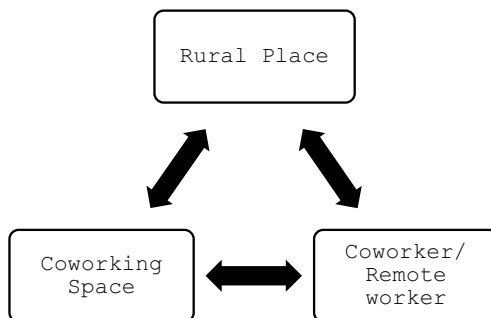 Rural Place
Coworking
Space
Coworker/
Remote
worker